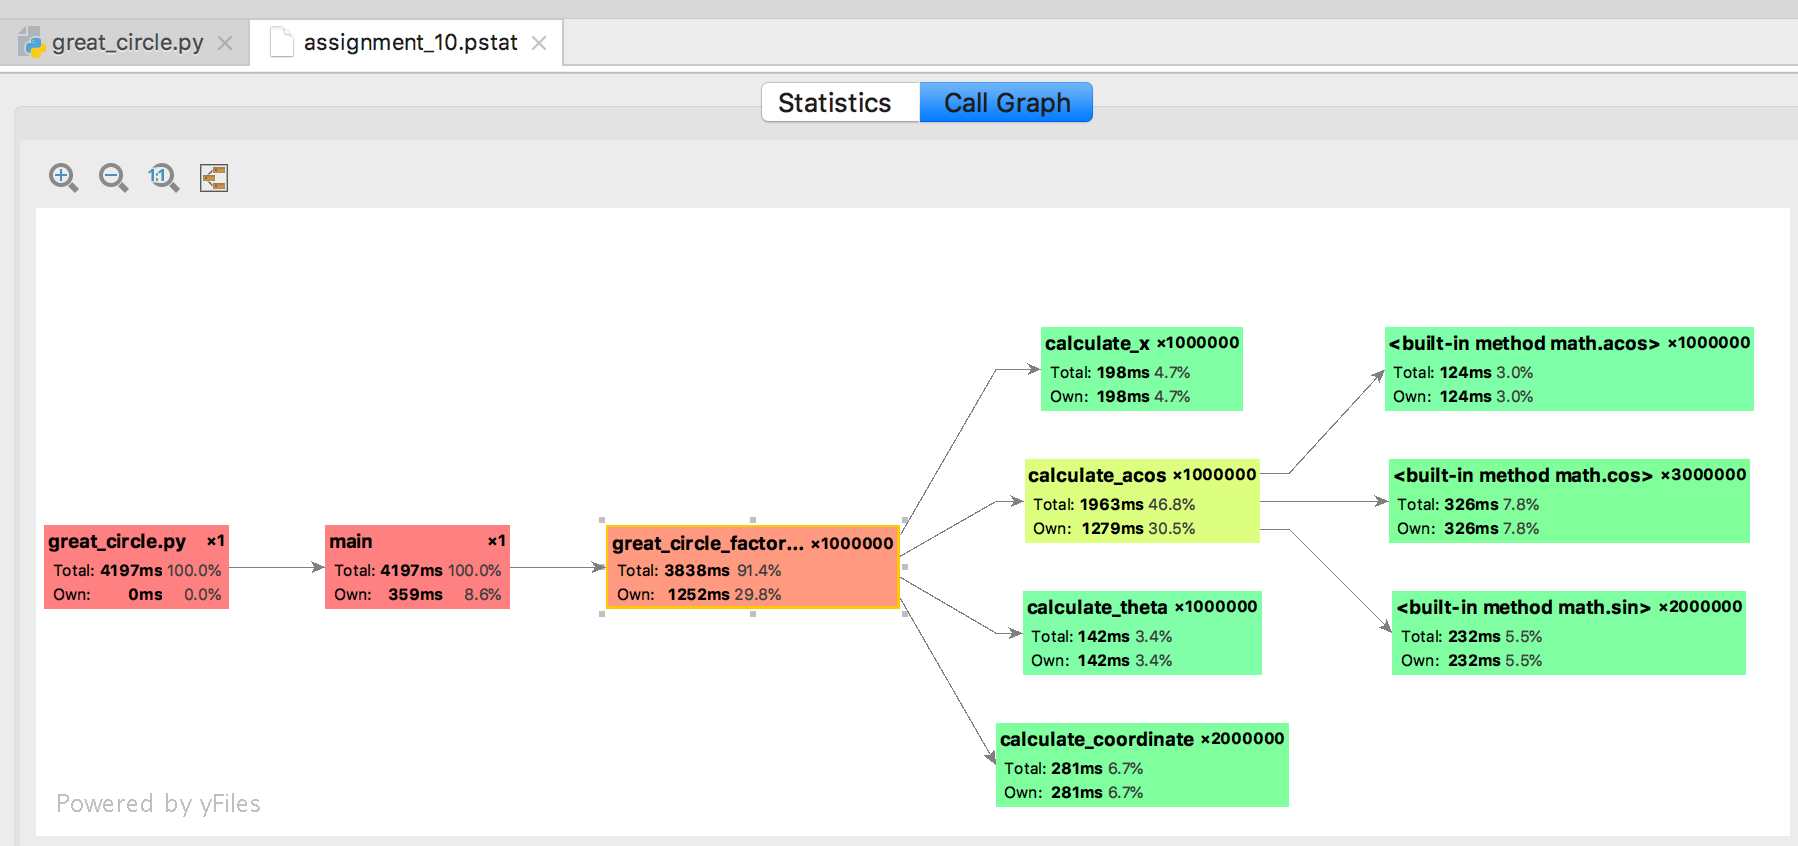 great_circle.py
assignment_10.pstat
Statistics
Call Graph
1:1
great_circle.py ×1
Total: 4197ms 100.0%
Own: 0ms 0.0%
main ×1
Total: 4197ms 100.0%
Own: 359ms 8.6%
great_circle_factor... ×1000000
Total: 3838ms 91.4%
Own: 1252ms 29.8%
calculate_x ×1000000
Total: 198ms 4.7%
Own: 198ms 4.7%
calculate_acos ×1000000
Total: 1963ms 46.8%
Own: 1279ms 30.5%
calculate_theta ×1000000
Total: 142ms 3.4%
Own: 142ms 3.4%
calculate_coordinate ×2000000
Total: 281ms 6.7%
Own: 281ms 6.7%
<built-in method math.acos> ×1000000
Total: 124ms 3.0%
Own: 124ms 3.0%
<built-in method math.cos> ×3000000
Total: 326ms 7.8%
Own: 326ms 7.8%
<built-in method math.sin> ×2000000
Total: 232ms 5.5%
Own: 232ms 5.5%
Powered by yFiles